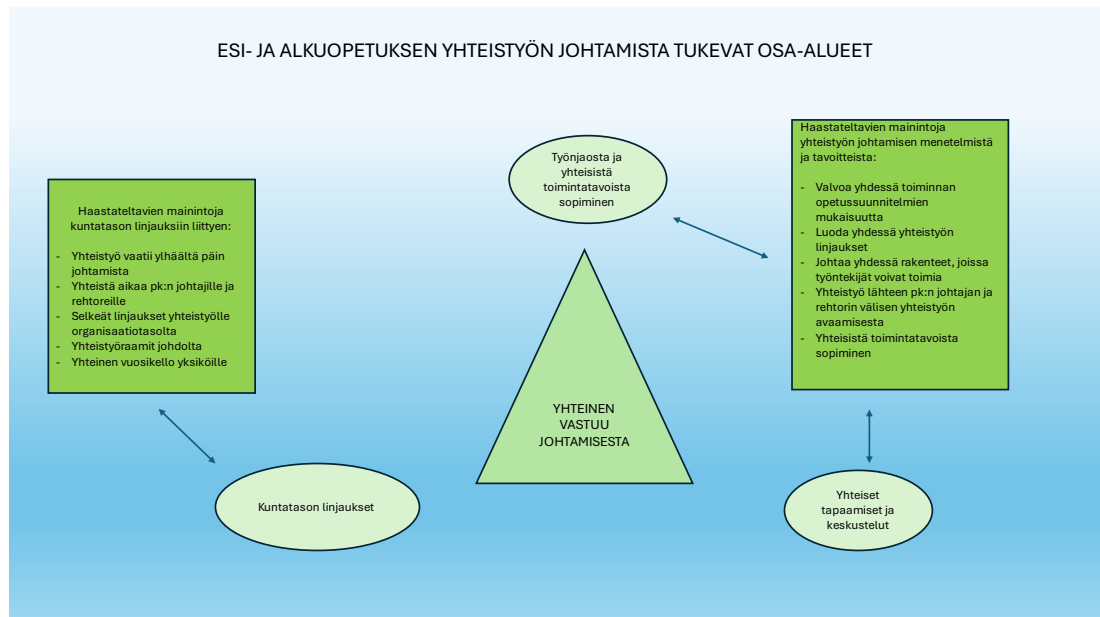 ESI- JA ALKUOPETUKSEN YHTEISTYÖN JOHTAMISTA TUKEVAT OSA-ALUEET
Haastateltavien mainintoja
kuntatason linjauksiin liittyen:
- Yhteistyö vaatii ylhäältä päin
johtamista
- Yhteistä aikaa pk:n johtajille ja
rehtoreille
- Selkeät linjaukset yhteistyölle
organisaatiotasolta
- Yhteistyöraamit johdolta
- Yhteinen vuosikello yksiköille
Kuntatason linjaukset
Työnjaosta ja
yhteisistä
toimintatavoista
sopiminen
YHTEINEN
VASTUU
JOHTAMISESTA
Haastateltavien mainintoja
yhteistyön johtamisen menetelmistä
ja tavoitteista:
- Valvoa yhdessä toiminnan
opetussuunnitelmien
mukaisuutta
- Luoda yhdessä yhteistyön
linjaukset
- Johtaa yhdessä rakenteet, joissa
työntekijät voivat toimia
- Yhteistyö lähteen pk:n johtajan ja
rehtorin välisen yhteistyön
avaamisesta
- Yhteisistä toimintatavoista
sopiminen
Yhteiset
tapaamiset ja
keskustelut